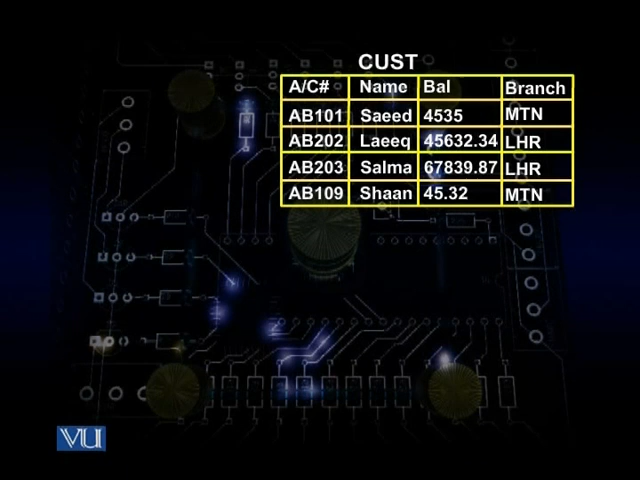 CUST
A/C# Name Bal Branch
AB101 Saeed 4535 MTN
AB202 Laeeq 45632.34 LHR
AB203 Salma 67839.87 LHR
AB109 Shaan 45.32 MTN
VU